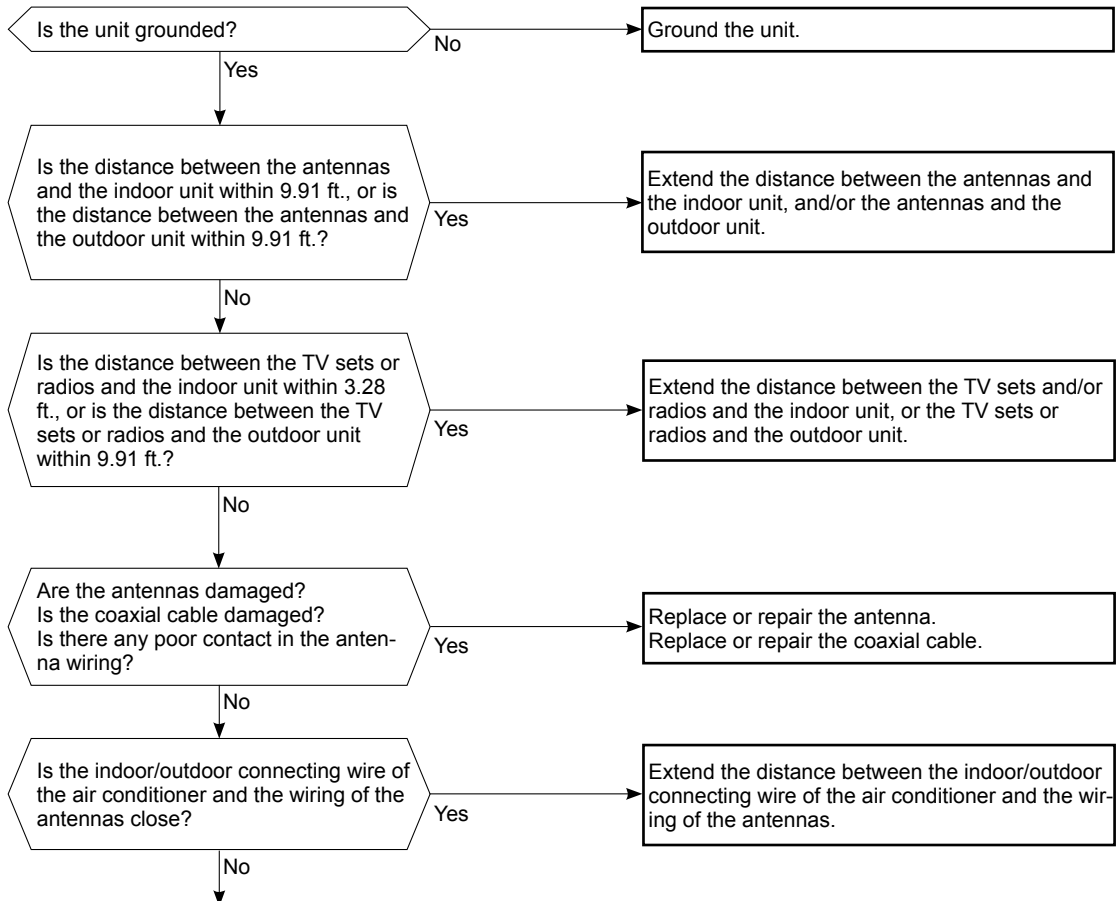 Is the unit grounded?
No
Ground the unit.
Yes
Is the distance between the antennas
and the indoor unit within 9.91 ft., or is
the distance between the antennas and
the outdoor unit within 9.91 ft.?
Yes
Extend the distance between the antennas and
the indoor unit, and/or the antennas and the
outdoor unit.
No
Is the distance between the TV sets or
radios and the indoor unit within 3.28
ft., or is the distance between the TV
sets or radios and the outdoor unit
within 9.91 ft.?
Yes
Extend the distance between the TV sets and/or
radios and the indoor unit, or the TV sets or
radios and the outdoor unit.
No
Are the antennas damaged?
Is the coaxial cable damaged?
Is there any poor contact in the anten-
na wiring?
Yes
Replace or repair the antenna.
Replace or repair the coaxial cable.
No
Is the indoor/outdoor connecting wire of
the air conditioner and the wiring of the
antennas close?
Yes
Extend the distance between the indoor/outdoor
connecting wire of the air conditioner and the wir-
ing of the antennas.
No